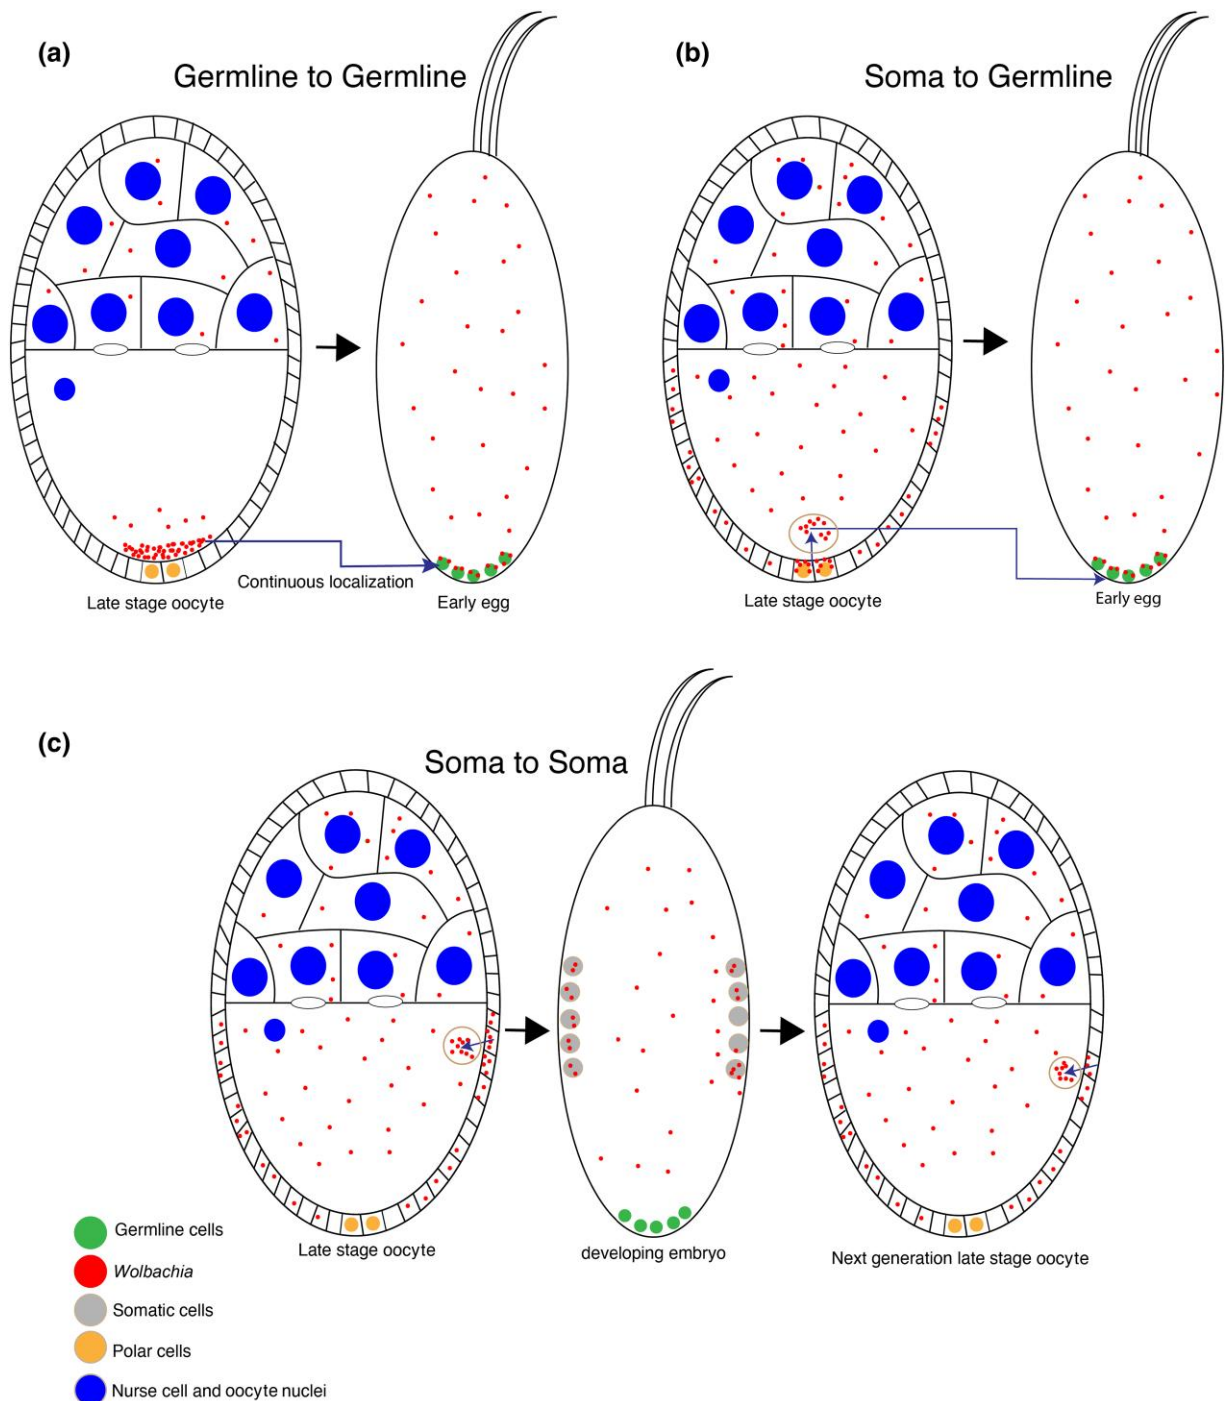 (a)
Germline to Germline
(b)
Soma to Germline
Continuous localization
Late stage oocyte
Early egg
Late stage oocyte
Early egg
(c)
Soma to Soma
Late stage oocyte
developing embryo
Next generation late stage oocyte
Germline cells
Wolbachia
Somatic cells
Polar cells
Nurse cell and oocyte nuclei